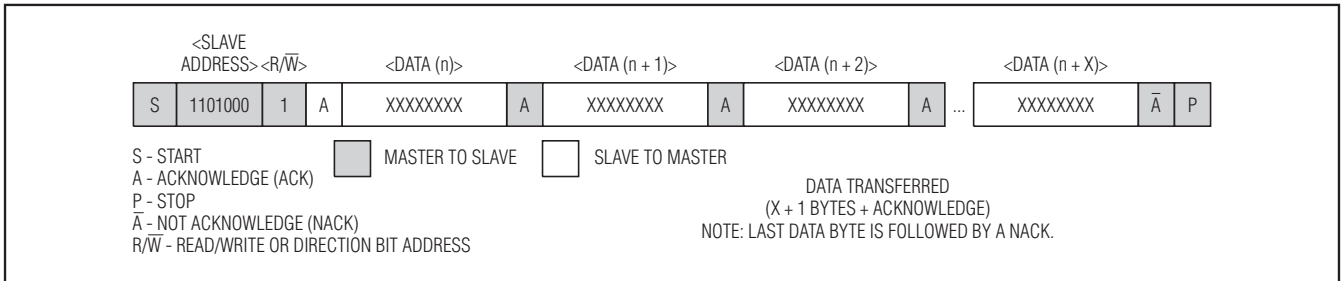 <SLAVE
ADDRESS> <R/W̅> <DATA (n)> <DATA (n + 1)> <DATA (n + 2)> <DATA (n + X)>
S 1101000 1 A XXXXXXXX A XXXXXXXX A XXXXXXXX A ... XXXXXXXX A̅ P
S - START
A - ACKNOWLEDGE (ACK)
P - STOP
A̅ - NOT ACKNOWLEDGE (NACK)
R/W̅ - READ/WRITE OR DIRECTION BIT ADDRESS
MASTER TO SLAVE
SLAVE TO MASTER
DATA TRANSFERRED
(X + 1 BYTES + ACKNOWLEDGE)
NOTE: LAST DATA BYTE IS FOLLOWED BY A NACK.